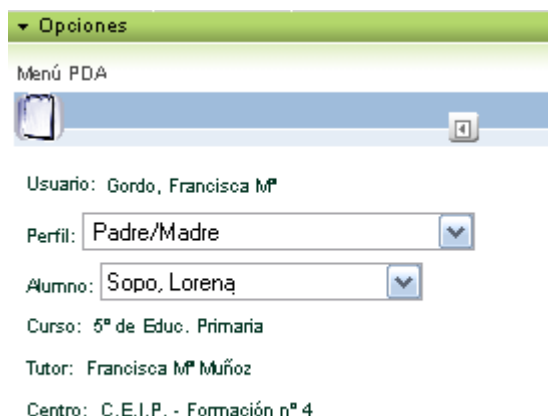 Opciones
Menú PDA
Usuario: Gordo, Francisca Mª
Perfil: Padre/Madre
Alumno: Sopo, Lorena
Curso: 5º de Educ. Primaria
Tutor: Francisca Mª Muñoz
Centro: C.E.I.P. - Formación nº 4